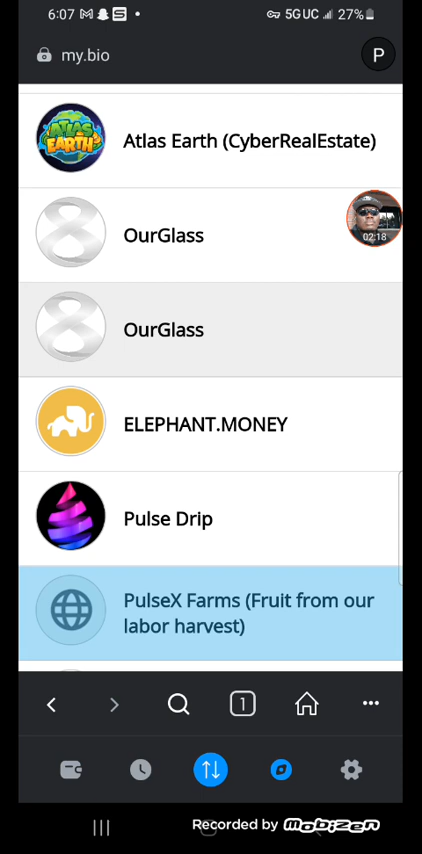 6:07 5G UC 27%
my.bio P
ATLAS EARTH
Atlas Earth (CyberRealEstate)
OurGlass
02:18
OurGlass
ELEPHANT.MONEY
Pulse Drip
PulseX Farms (Fruit from our
labor harvest)
1
Recorded by MOBIZEN